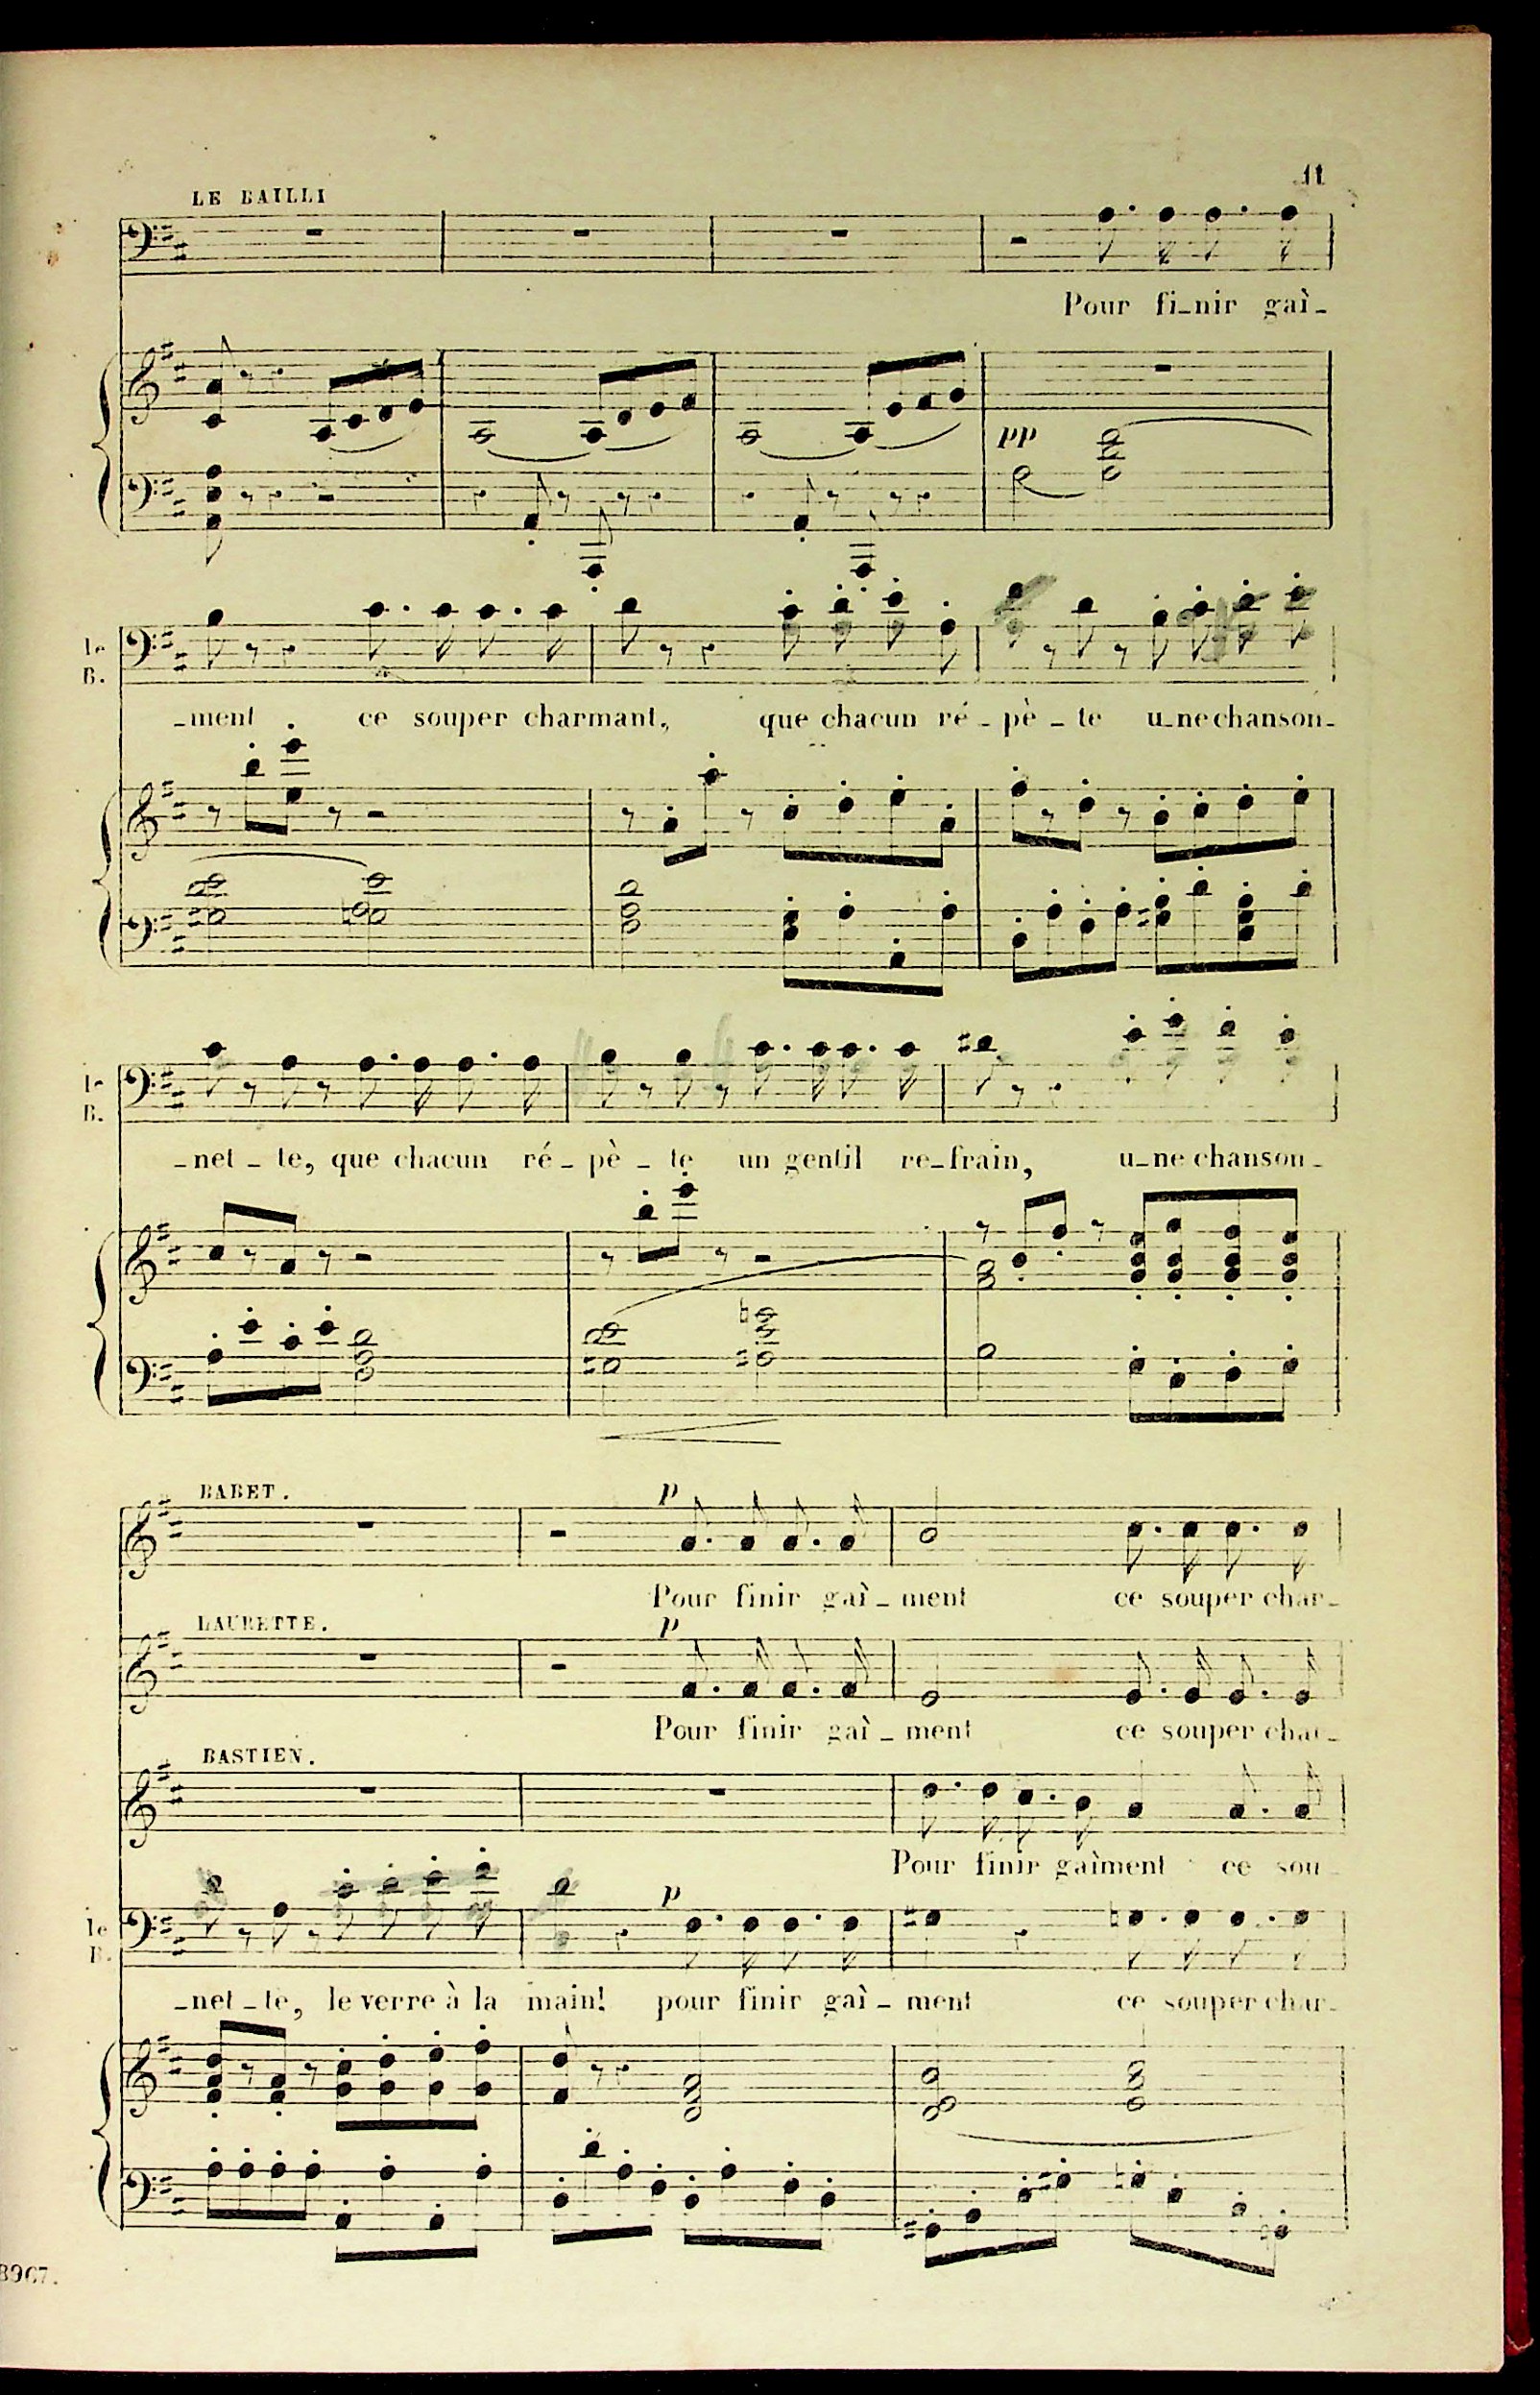 11
LE BAILLI
Pour fi_nir gaî_
pp
le
B.
_ment . ce souper charmant, que chacun ré_pè_te u_ne chanson_
le
B.
_net_te, que chacun ré_pè_te un gentil re_frain, u_ne chanson_
BABET.
p
Pour finir gaî_ment ce souper char_
LAURETTE.
p
Pour finir gaî_ment ce souper char_
BASTIEN.
Pour finir gaîment ce sou_
le
B.
p
_net_te, le verre à la main! pour finir gaî_ment ce souper char_
8967.